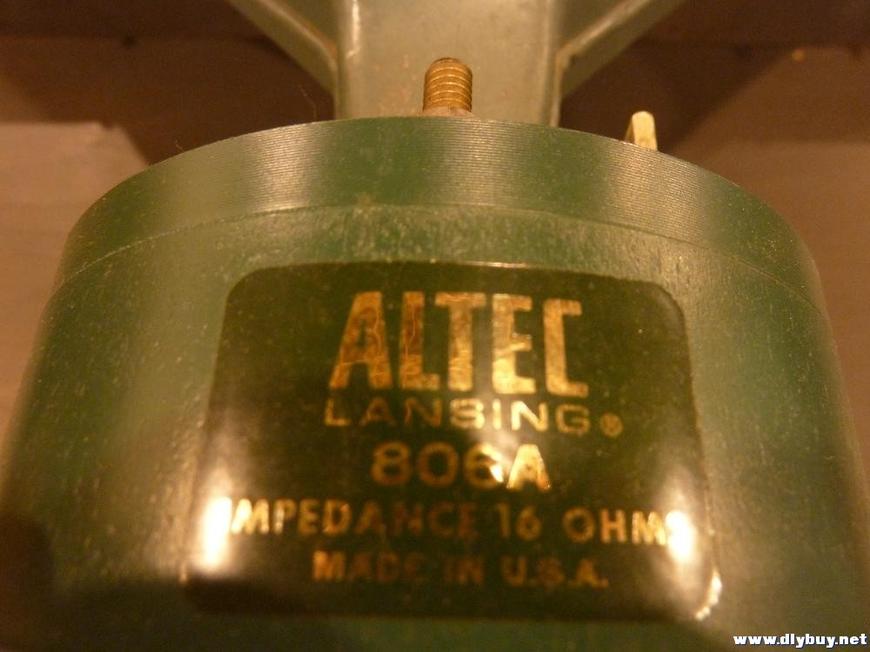 ALTEC
LANSING®
806A
IMPEDANCE 16 OHMS
MADE IN U.S.A.
www.diybuy.net